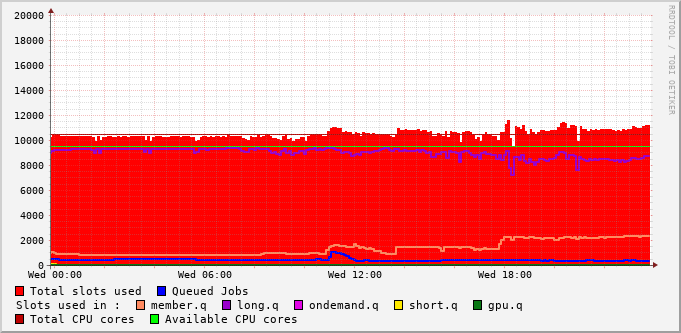 20000
18000
16000
14000
12000
10000
8000
6000
4000
2000
0
Wed 00:00 Wed 06:00 Wed 12:00 Wed 18:00
Total slots used Queued Jobs
Slots used in : member.q long.q ondemand.q short.q gpu.q
Total CPU cores Available CPU cores
RRDTOOL / TOBI OETIKER